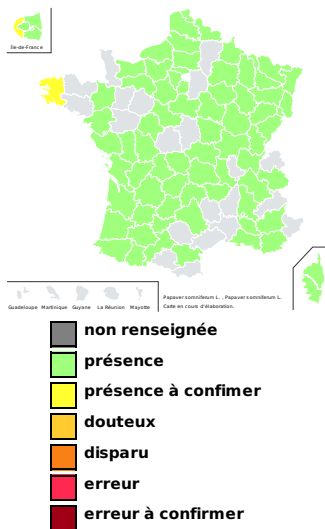 Île-de-France
Guadeloupe Martinique Guyane La Réunion Mayotte
Papaver somniferum L. , Papaver somniferum L.
Carte en cours d'élaboration.
non renseignée
présence
présence à confimer
douteux
disparu
erreur
erreur à confirmer